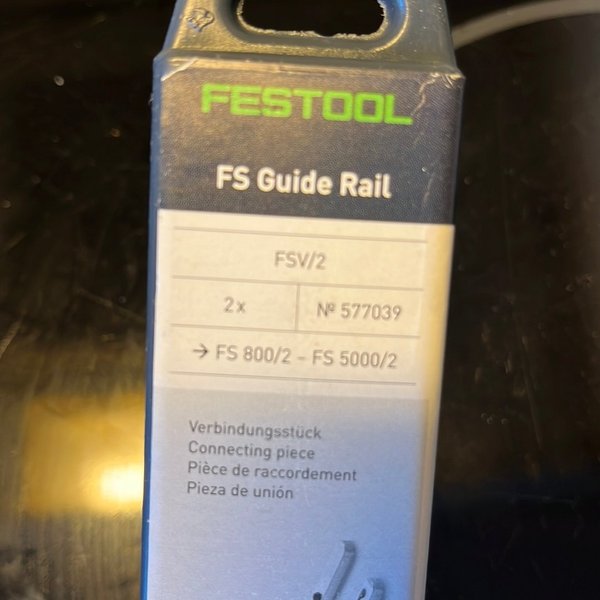 FESTOOL
FS Guide Rail
FSV/2
2x № 577039
→ FS 800/2 – FS 5000/2
Verbindungsstück
Connecting piece
Pièce de raccordement
Pieza de unión